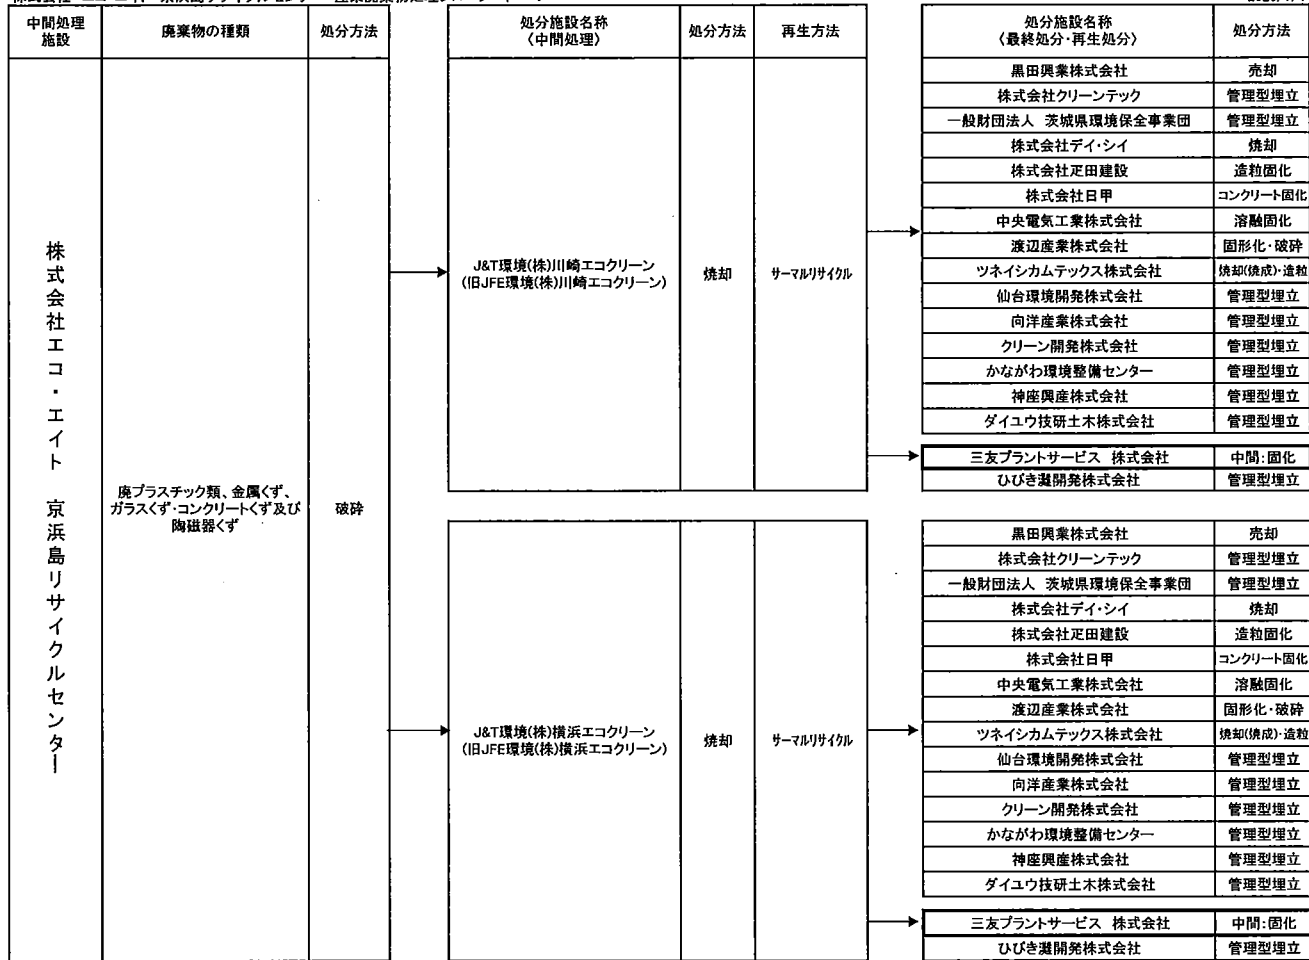 中間処理
施設
廃棄物の種類
処分方法
処分施設名称
〈中間処理〉
処分方法
再生方法
処分施設名称
〈最終処分・再生処分〉
処分方法
株式会社エコ・エイト 京浜島リサイクルセンター
廃プラスチック類、金属くず、
ガラスくず・コンクリートくず及び
陶磁器くず
破砕
J&T環境(株)川崎エコクリーン
(旧JFE環境(株)川崎エコクリーン)
焼却
サーマルリサイクル
黒田興業株式会社 売却
株式会社クリーンテック 管理型埋立
一般財団法人 茨城県環境保全事業団 管理型埋立
株式会社デイ・シイ 焼却
株式会社疋田建設 造粒固化
株式会社日甲 コンクリート固化
中央電気工業株式会社 溶融固化
渡辺産業株式会社 固形化・破砕
ツネイシカムテックス株式会社 焼却(焼成)・造粒
仙台環境開発株式会社 管理型埋立
向洋産業株式会社 管理型埋立
クリーン開発株式会社 管理型埋立
かながわ環境整備センター 管理型埋立
神座興産株式会社 管理型埋立
ダイユウ技研土木株式会社 管理型埋立
三友プラントサービス 株式会社 中間:固化
ひびき灘開発株式会社 管理型埋立
J&T環境(株)横浜エコクリーン
(旧JFE環境(株)横浜エコクリーン)
焼却
サーマルリサイクル
黒田興業株式会社 売却
株式会社クリーンテック 管理型埋立
一般財団法人 茨城県環境保全事業団 管理型埋立
株式会社デイ・シイ 焼却
株式会社疋田建設 造粒固化
株式会社日甲 コンクリート固化
中央電気工業株式会社 溶融固化
渡辺産業株式会社 固形化・破砕
ツネイシカムテックス株式会社 焼却(焼成)・造粒
仙台環境開発株式会社 管理型埋立
向洋産業株式会社 管理型埋立
クリーン開発株式会社 管理型埋立
かながわ環境整備センター 管理型埋立
神座興産株式会社 管理型埋立
ダイユウ技研土木株式会社 管理型埋立
三友プラントサービス 株式会社 中間:固化
ひびき灘開発株式会社 管理型埋立